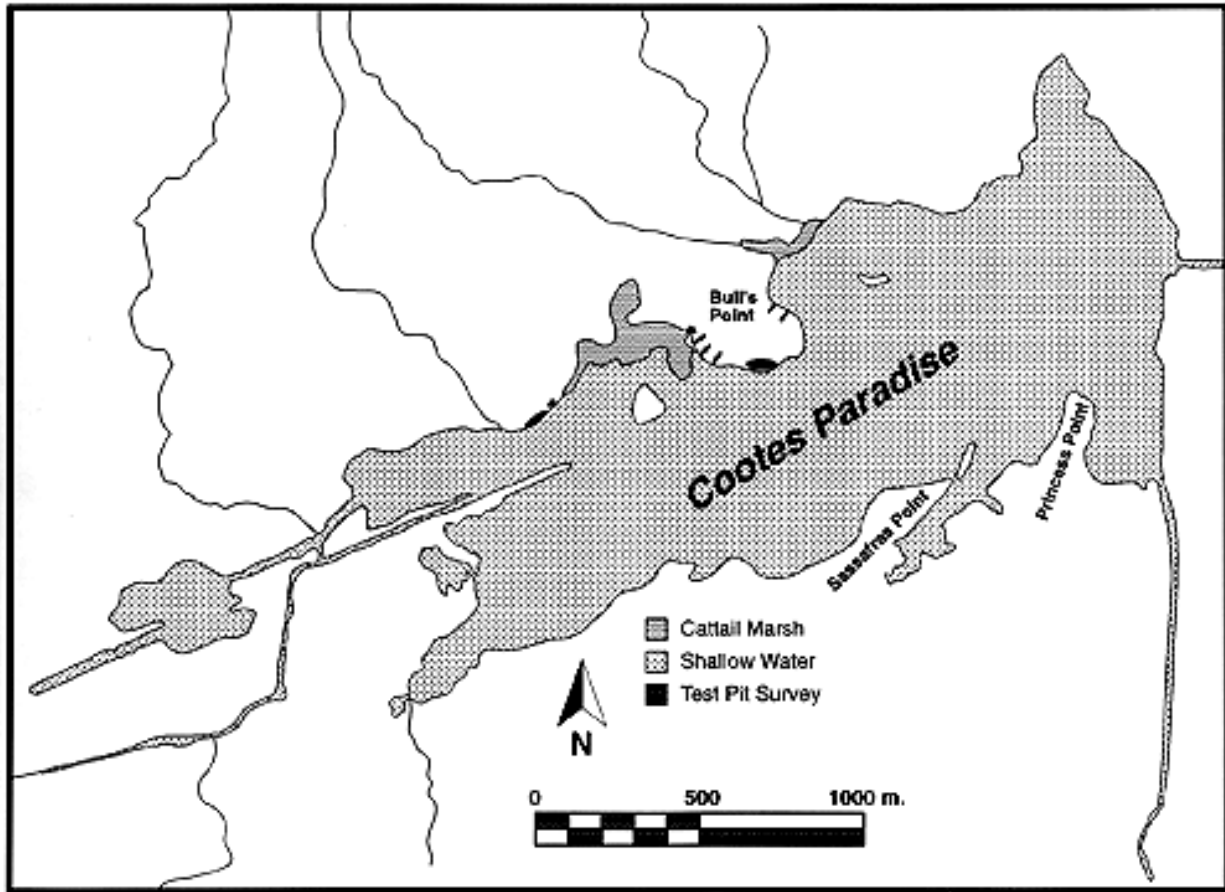 Bull's
Point
Cootes Paradise
Sassafras Point
Princess Point
Cattail Marsh
Shallow Water
Test Pit Survey
N
0 500 1000 m.